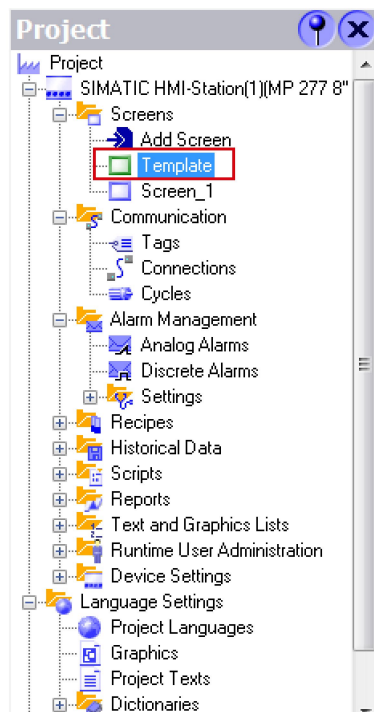 Project
Project
SIMATIC HMI-Station(1)(MP 277 8"
Screens
Add Screen
Template
Screen_1
Communication
Tags
Connections
Cycles
Alarm Management
Analog Alarms
Discrete Alarms
Settings
Recipes
Historical Data
Scripts
Reports
Text and Graphics Lists
Runtime User Administration
Device Settings
Language Settings
Project Languages
Graphics
Project Texts
Dictionaries